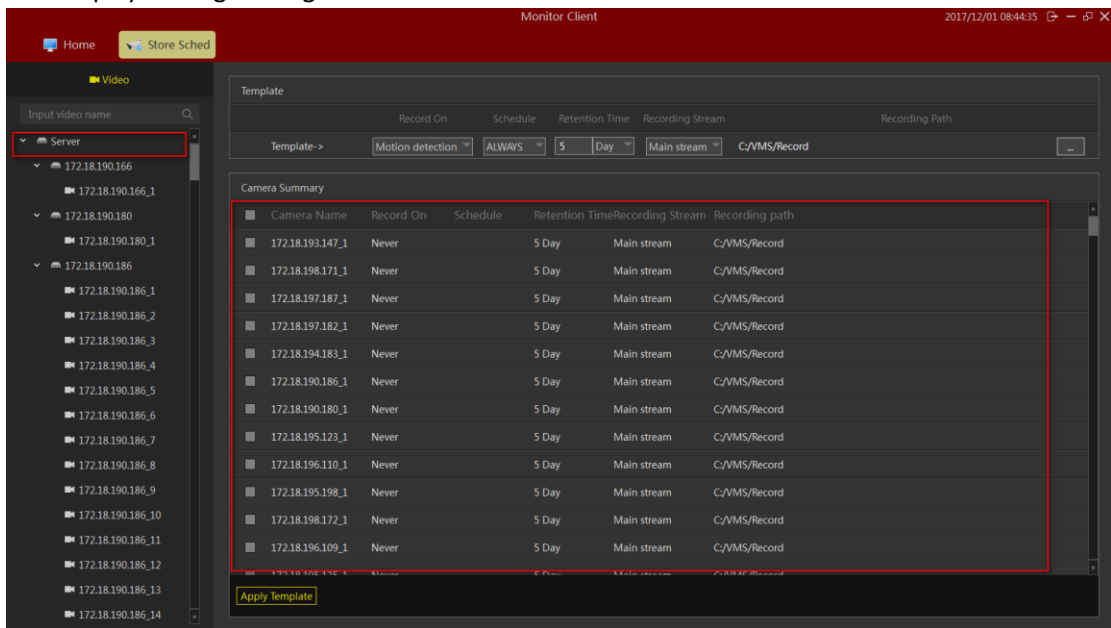 Monitor Client 2017/12/01 08:44:35
Home Store Sched
Video
Input video name
Server
172.18.190.166
172.18.190.166_1
172.18.190.180
172.18.190.180_1
172.18.190.186
172.18.190.186_1
172.18.190.186_2
172.18.190.186_3
172.18.190.186_4
172.18.190.186_5
172.18.190.186_6
172.18.190.186_7
172.18.190.186_8
172.18.190.186_9
172.18.190.186_10
172.18.190.186_11
172.18.190.186_12
172.18.190.186_13
172.18.190.186_14
Template
Record On Schedule Retention Time Recording Stream Recording Path
Template-> Motion detection ALWAYS 5 Day Main stream C:/VMS/Record ...
Camera Summary
Camera Name Record On Schedule Retention Time Recording Stream Recording path
172.18.193.147_1 Never 5 Day Main stream C:/VMS/Record
172.18.198.171_1 Never 5 Day Main stream C:/VMS/Record
172.18.197.187_1 Never 5 Day Main stream C:/VMS/Record
172.18.197.182_1 Never 5 Day Main stream C:/VMS/Record
172.18.194.183_1 Never 5 Day Main stream C:/VMS/Record
172.18.190.186_1 Never 5 Day Main stream C:/VMS/Record
172.18.190.180_1 Never 5 Day Main stream C:/VMS/Record
172.18.195.123_1 Never 5 Day Main stream C:/VMS/Record
172.18.196.110_1 Never 5 Day Main stream C:/VMS/Record
172.18.195.198_1 Never 5 Day Main stream C:/VMS/Record
172.18.198.172_1 Never 5 Day Main stream C:/VMS/Record
172.18.196.109_1 Never 5 Day Main stream C:/VMS/Record
Never 5 Day Main stream C:/VMS/Record
Apply Template